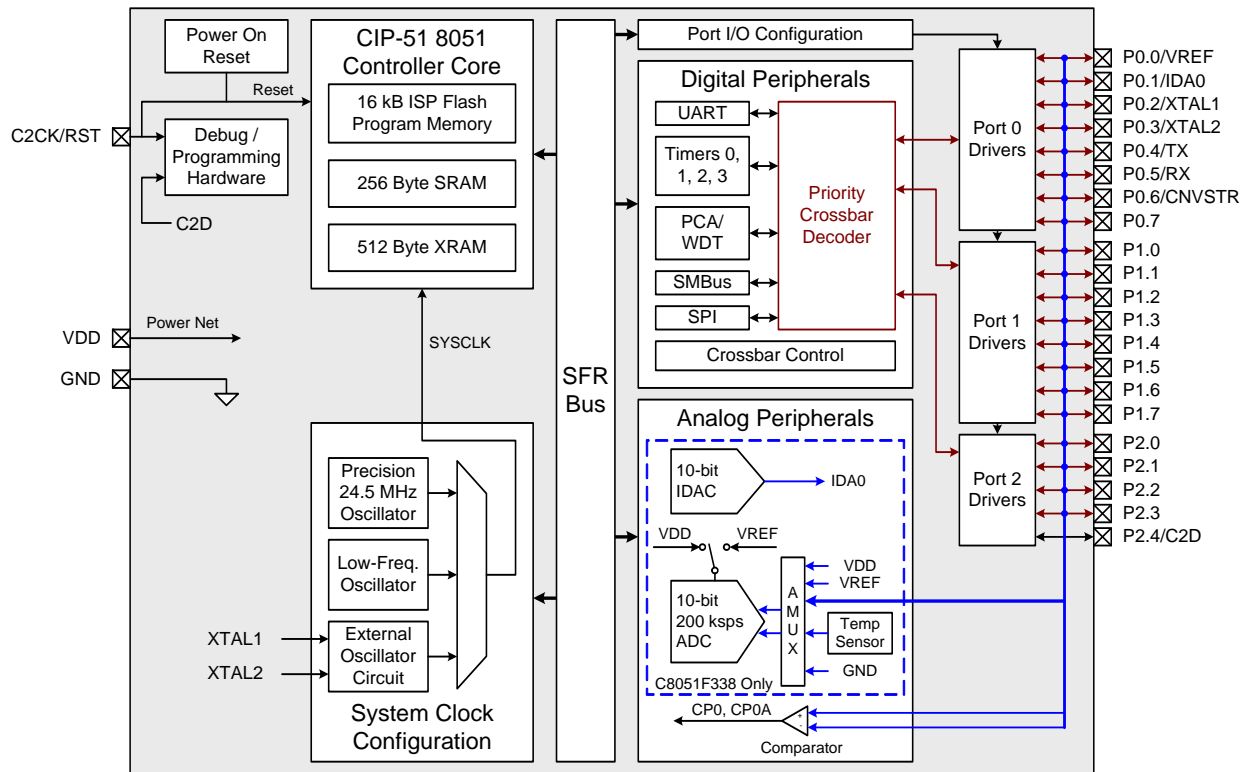 Power On
Reset
Reset
C2CK/RST
Debug /
Programming
Hardware
C2D
VDD
Power Net
GND
CIP-51 8051
Controller Core
16 kB ISP Flash
Program Memory
256 Byte SRAM
512 Byte XRAM
SYSCLK
Precision
24.5 MHz
Oscillator
Low-Freq.
Oscillator
XTAL1
XTAL2
External
Oscillator
Circuit
System Clock
Configuration
SFR
Bus
Port I/O Configuration
Digital Peripherals
UART
Timers 0,
1, 2, 3
PCA/
WDT
SMBus
SPI
Priority
Crossbar
Decoder
Crossbar Control
Analog Peripherals
10-bit
IDAC
IDA0
VDD
VREF
10-bit
200 ksps
ADC
A
M
U
X
VDD
VREF
Temp
Sensor
GND
C8051F338 Only
CP0, CP0A
+
-
Comparator
Port 0
Drivers
Port 1
Drivers
Port 2
Drivers
P0.0/VREF
P0.1/IDA0
P0.2/XTAL1
P0.3/XTAL2
P0.4/TX
P0.5/RX
P0.6/CNVSTR
P0.7
P1.0
P1.1
P1.2
P1.3
P1.4
P1.5
P1.6
P1.7
P2.0
P2.1
P2.2
P2.3
P2.4/C2D